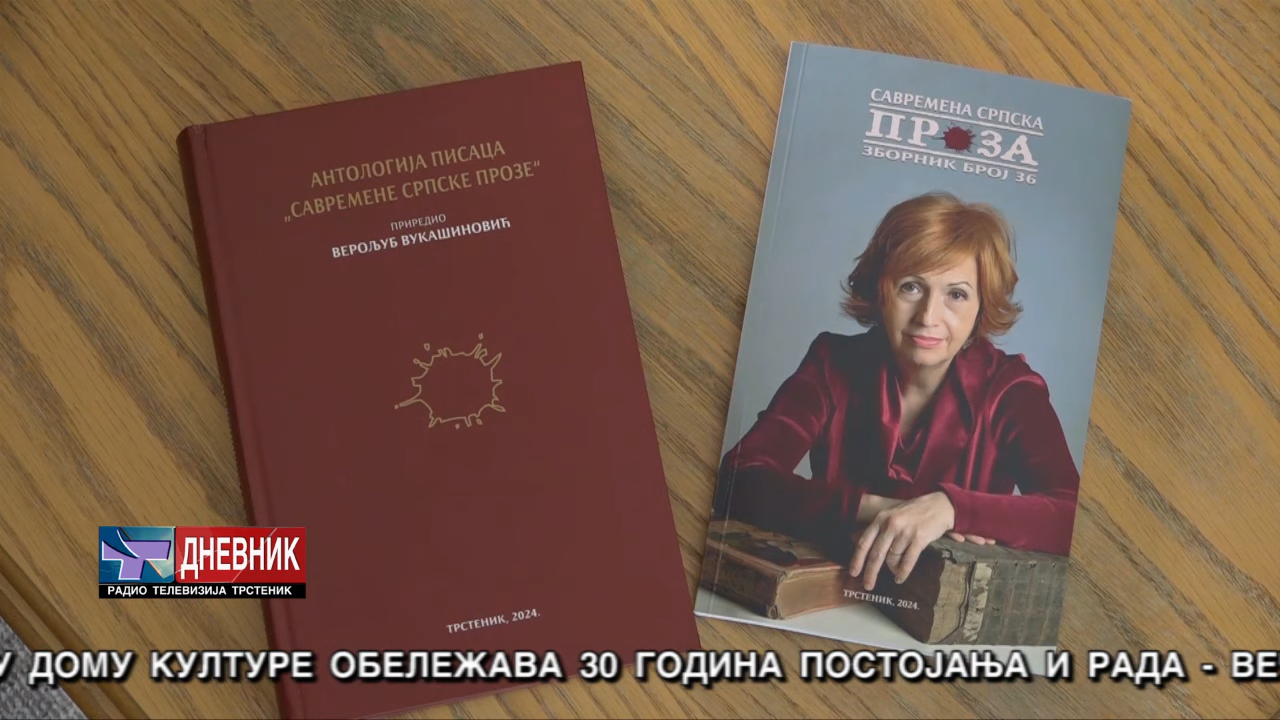 АНТОЛОГИЈА ПИСАЦА
„САВРЕМЕНЕ СРПСКЕ ПРОЗЕ“
ПРИРЕДИО
ВЕРОЉУБ ВУКАШИНОВИЋ
ТРСТЕНИК, 2024.
САВРЕМЕНА СРПСКА
ПРОЗА
ЗБОРНИК БРОЈ 36
ТРСТЕНИК, 2024.
ДНЕВНИК
РАДИО ТЕЛЕВИЗИЈА ТРСТЕНИК
У ДОМУ КУЛТУРЕ ОБЕЛЕЖАВА 30 ГОДИНА ПОСТОЈАЊА И РАДА - ВЕ